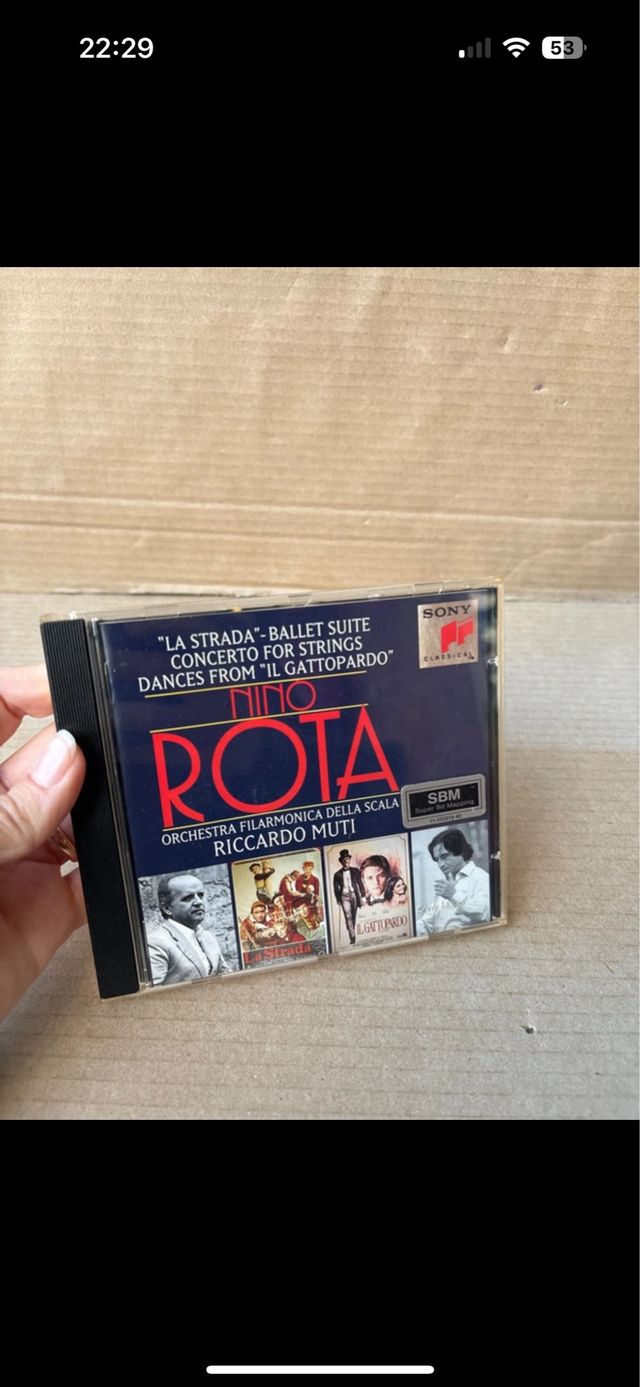 22:29
53
"LA STRADA"-BALLET SUITE
CONCERTO FOR STRINGS
DANCES FROM "IL GATTOPARDO"
NINO
ROTA
ORCHESTRA FILARMONICA DELLA SCALA
RICCARDO MUTI
SONY
CLASSICAL
SBM
Super Bit Mapping
La Strada
IL GATTOPARDO